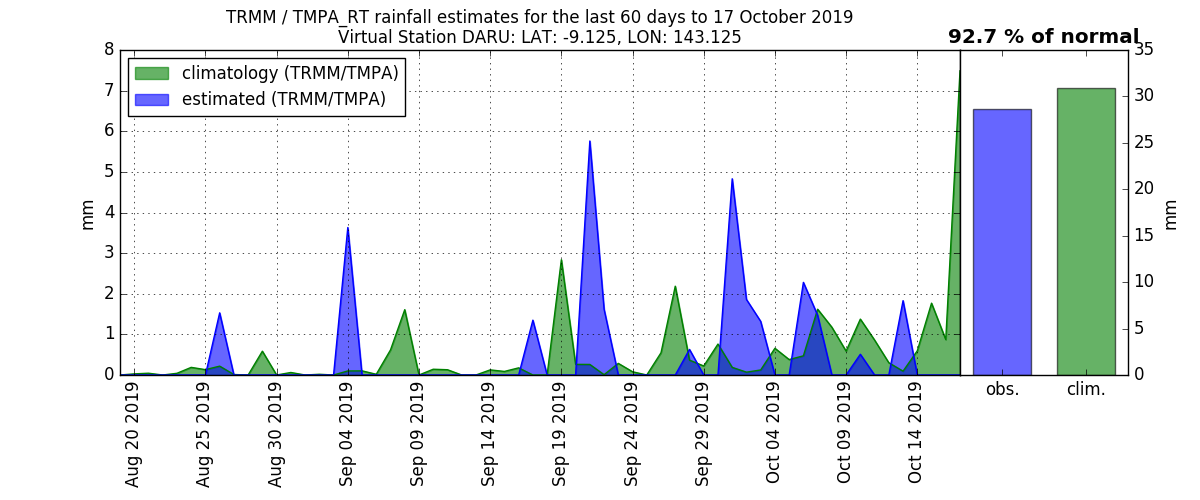 TRMM / TMPA_RT rainfall estimates for the last 60 days to 17 October 2019
Virtual Station DARU: LAT: -9.125, LON: 143.125
92.7 % of normal
climatology (TRMM/TMPA)
estimated (TRMM/TMPA)
8
7
6
5
4
3
2
1
0
mm
Aug 20 2019
Aug 25 2019
Aug 30 2019
Sep 04 2019
Sep 09 2019
Sep 14 2019
Sep 19 2019
Sep 24 2019
Sep 29 2019
Oct 04 2019
Oct 09 2019
Oct 14 2019
obs.
clim.
35
30
25
20
15
10
5
0
mm